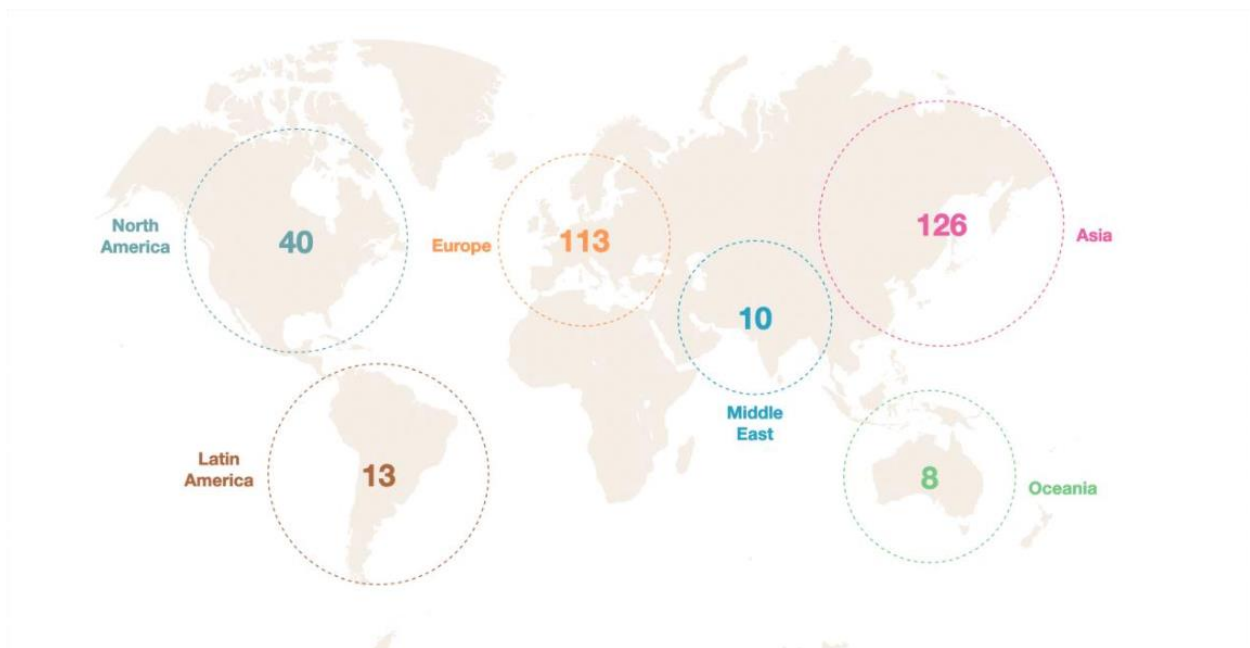 North
America
40
Europe
113
126
Asia
10
Middle
East
Latin
America
13
8
Oceania